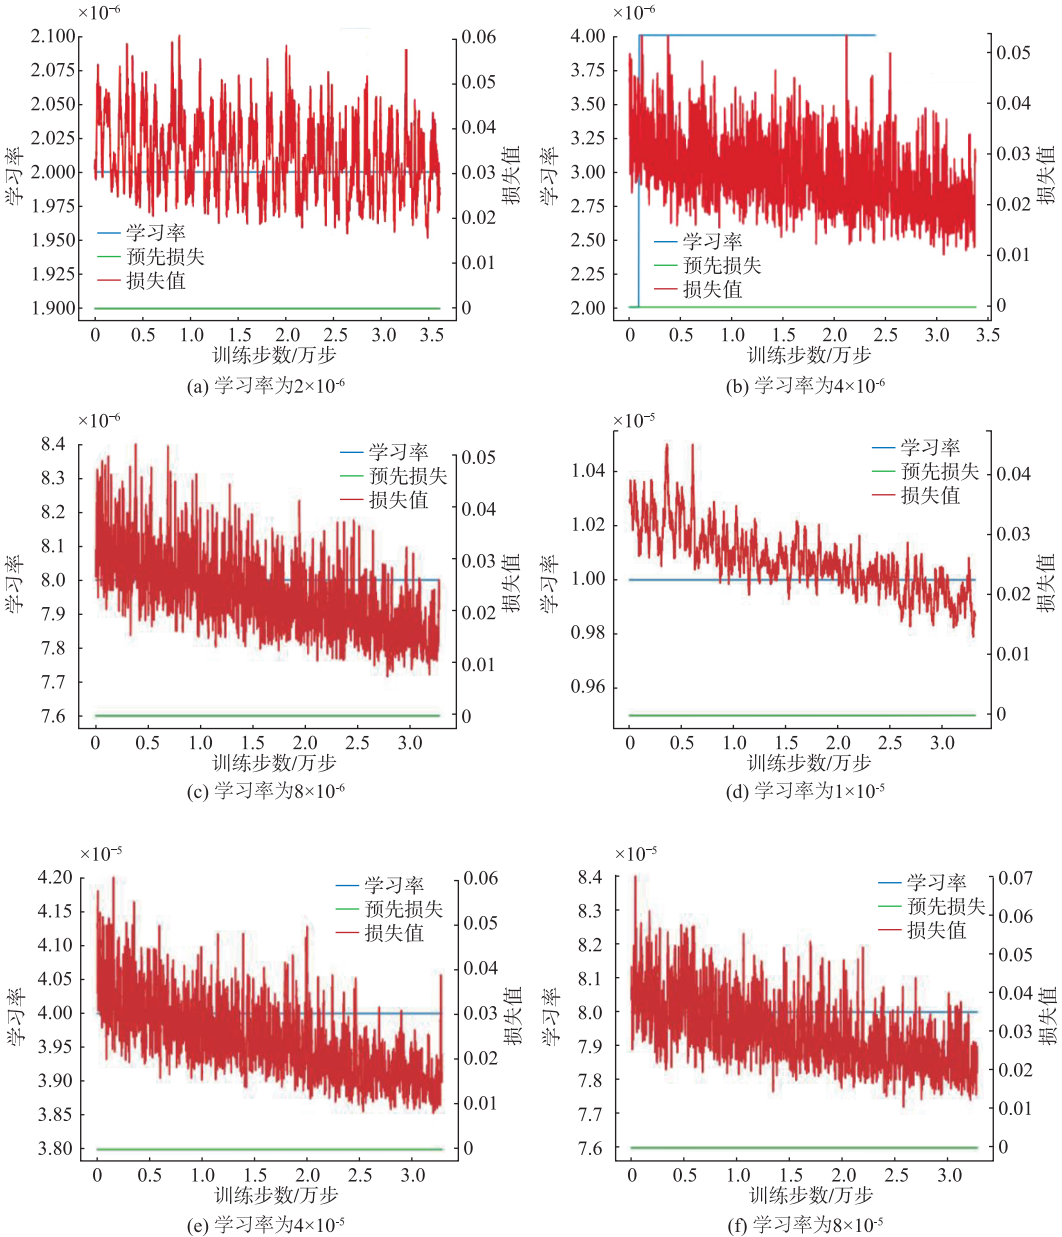 ×10⁻⁶
2.100
2.075
2.050
2.025
2.000
1.975
1.950
1.925
1.900
学习率
0.06
0.05
0.04
0.03
0.02
0.01
0
损失值
学习率
预先损失
损失值
0 0.5 1.0 1.5 2.0 2.5 3.0 3.5
训练步数/万步
(a) 学习率为2×10⁻⁶
×10⁻⁶
4.00
3.75
3.50
3.25
3.00
2.75
2.50
2.25
2.00
学习率
0.05
0.04
0.03
0.02
0.01
0
损失值
学习率
预先损失
损失值
0 0.5 1.0 1.5 2.0 2.5 3.0 3.5
训练步数/万步
(b) 学习率为4×10⁻⁶
×10⁻⁶
8.4
8.3
8.2
8.1
8.0
7.9
7.8
7.7
7.6
学习率
0.05
0.04
0.03
0.02
0.01
0
损失值
学习率
预先损失
损失值
0 0.5 1.0 1.5 2.0 2.5 3.0
训练步数/万步
(c) 学习率为8×10⁻⁶
×10⁻⁵
1.04
1.02
1.00
0.98
0.96
学习率
0.04
0.03
0.02
0.01
0
损失值
学习率
预先损失
损失值
0 0.5 1.0 1.5 2.0 2.5 3.0
训练步数/万步
(d) 学习率为1×10⁻⁵
×10⁻⁵
4.20
4.15
4.10
4.05
4.00
3.95
3.90
3.85
3.80
学习率
0.06
0.05
0.04
0.03
0.02
0.01
0
损失值
学习率
预先损失
损失值
0 0.5 1.0 1.5 2.0 2.5 3.0
训练步数/万步
(e) 学习率为4×10⁻⁵
×10⁻⁵
8.4
8.3
8.2
8.1
8.0
7.9
7.8
7.7
7.6
学习率
0.07
0.06
0.05
0.04
0.03
0.02
0.01
0
损失值
学习率
预先损失
损失值
0 0.5 1.0 1.5 2.0 2.5 3.0
训练步数/万步
(f) 学习率为8×10⁻⁵